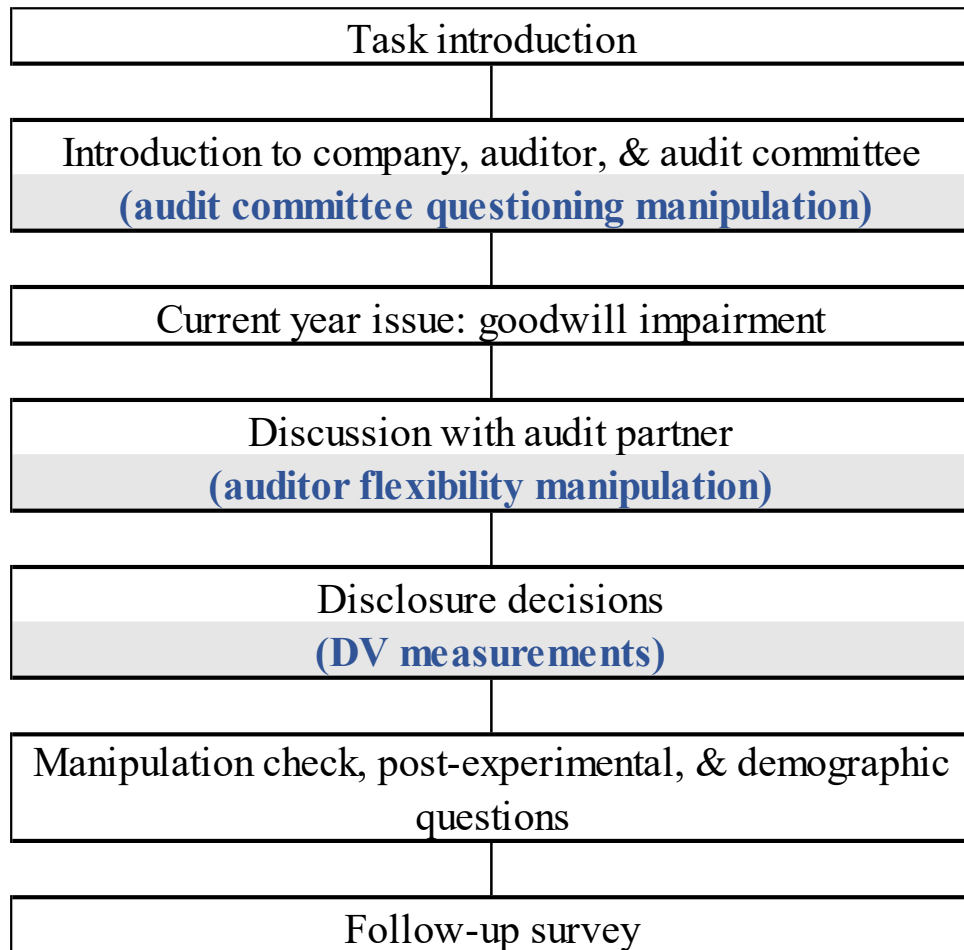 Task introduction
Introduction to company, auditor, & audit committee
(audit committee questioning manipulation)
Current year issue: goodwill impairment
Discussion with audit partner
(auditor flexibility manipulation)
Disclosure decisions
(DV measurements)
Manipulation check, post-experimental, & demographic
questions
Follow-up survey